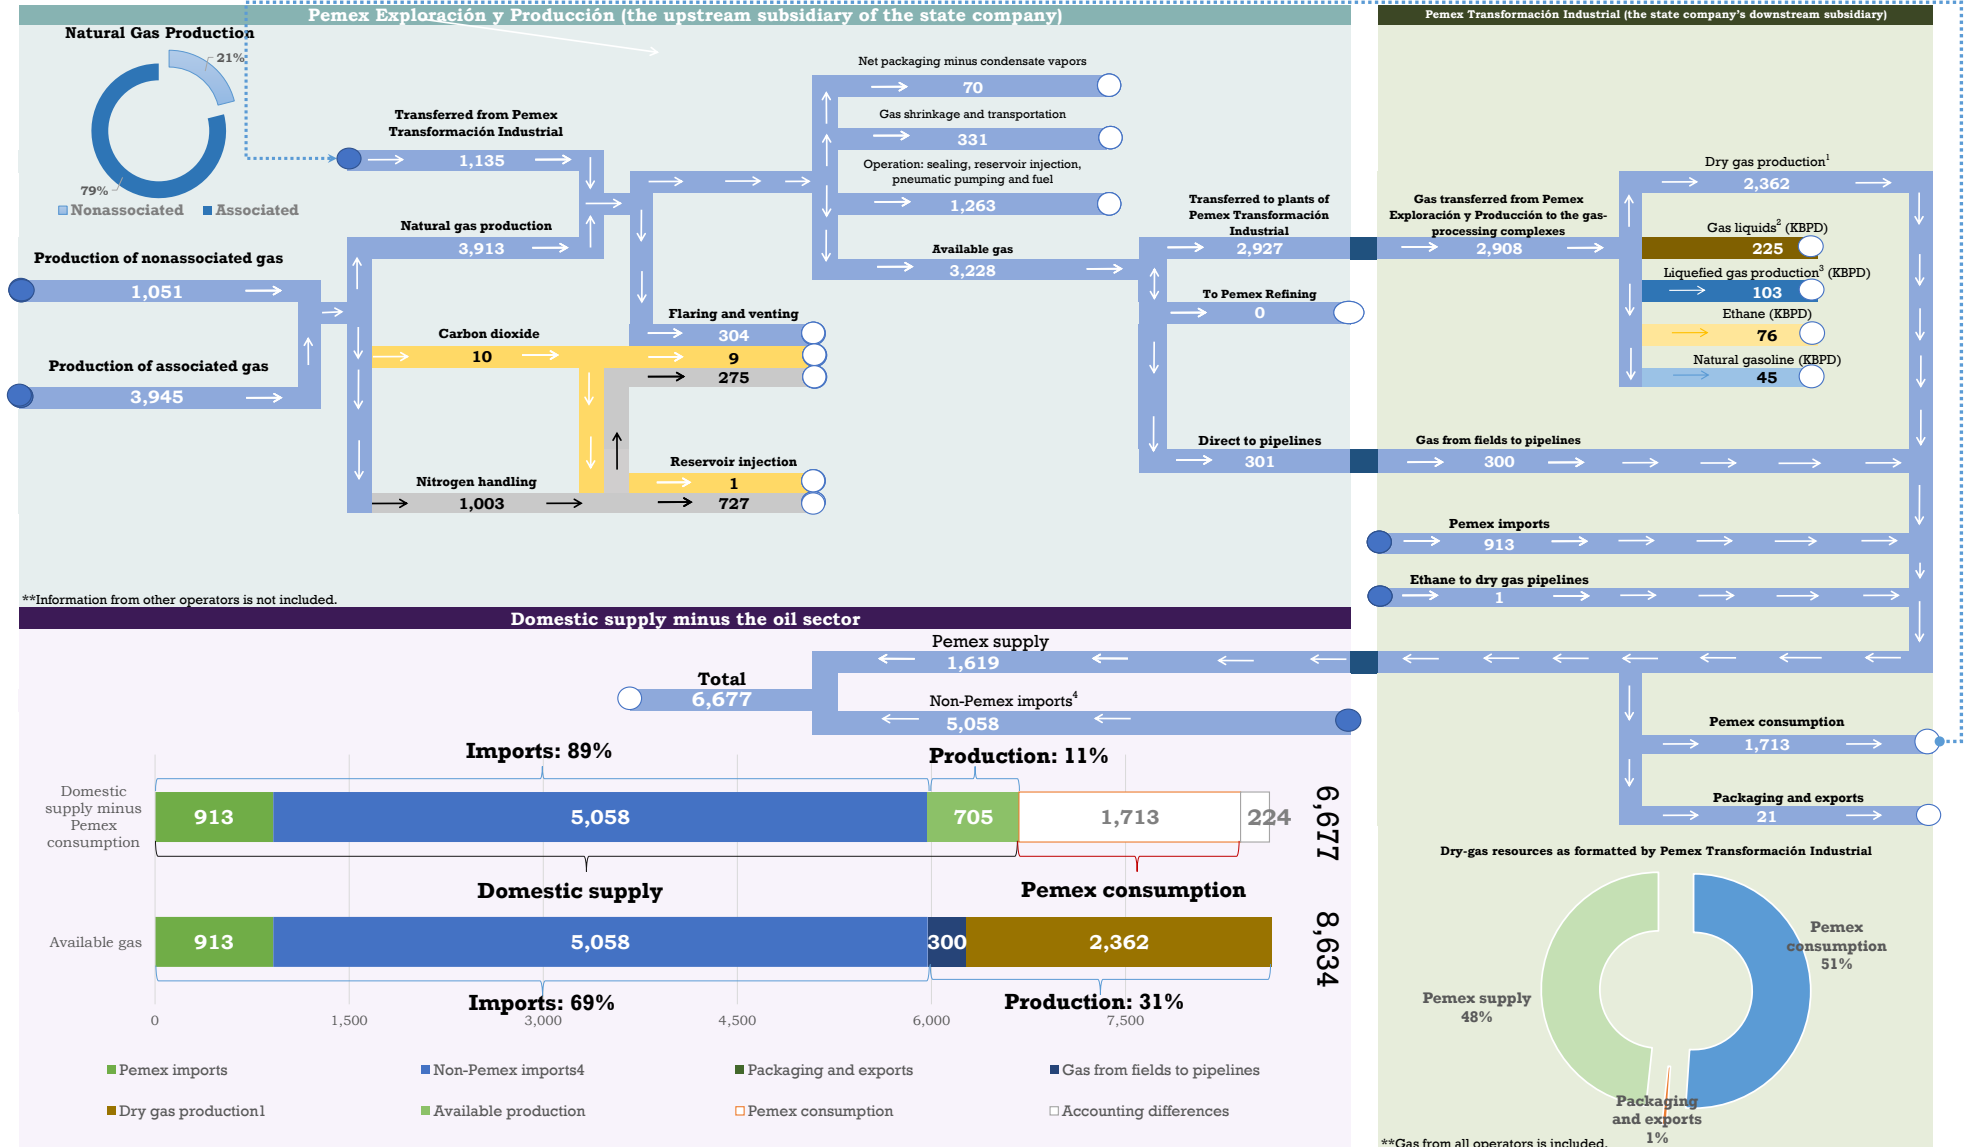 Pemex Exploración y Producción (the upstream subsidiary of the state company)
Pemex Transformación Industrial (the state company's downstream subsidiary)
Natural Gas Production
21%
79%
Nonassociated
Associated
Production of nonassociated gas
1,051
Production of associated gas
3,945
Transferred from Pemex
Transformación Industrial
1,135
Natural gas production
3,913
Carbon dioxide
10
Nitrogen handling
1,003
Flaring and venting
304
9
275
Reservoir injection
1
727
Net packaging minus condensate vapors
70
Gas shrinkage and transportation
331
Operation: sealing, reservoir injection,
pneumatic pumping and fuel
1,263
Available gas
3,228
Transferred to plants of
Pemex Transformación
Industrial
2,927
To Pemex Refining
0
Direct to pipelines
301
**Information from other operators is not included.
Gas transferred from Pemex
Exploración y Producción to the gas-
processing complexes
2,908
Dry gas production1
2,362
Gas liquids2 (KBPD)
225
Liquefied gas production3 (KBPD)
103
Ethane (KBPD)
76
Natural gasoline (KBPD)
45
Gas from fields to pipelines
300
Pemex imports
913
Ethane to dry gas pipelines
1
Pemex consumption
1,713
Packaging and exports
21
Domestic supply minus the oil sector
Pemex supply
1,619
Total
6,677
Non-Pemex imports4
5,058
Imports: 89%
Production: 11%
Domestic
supply minus
Pemex
consumption
913
5,058
705
1,713
224
6,677
Domestic supply
Pemex consumption
Available gas
913
5,058
300
2,362
8,634
Imports: 69%
Production: 31%
0
1,500
3,000
4,500
6,000
7,500
Pemex imports
Non-Pemex imports4
Packaging and exports
Gas from fields to pipelines
Dry gas production1
Available production
Pemex consumption
Accounting differences
Dry-gas resources as formatted by Pemex Transformación Industrial
Pemex
consumption
51%
Pemex supply
48%
Packaging
and exports
1%
**Gas from all operators is included.